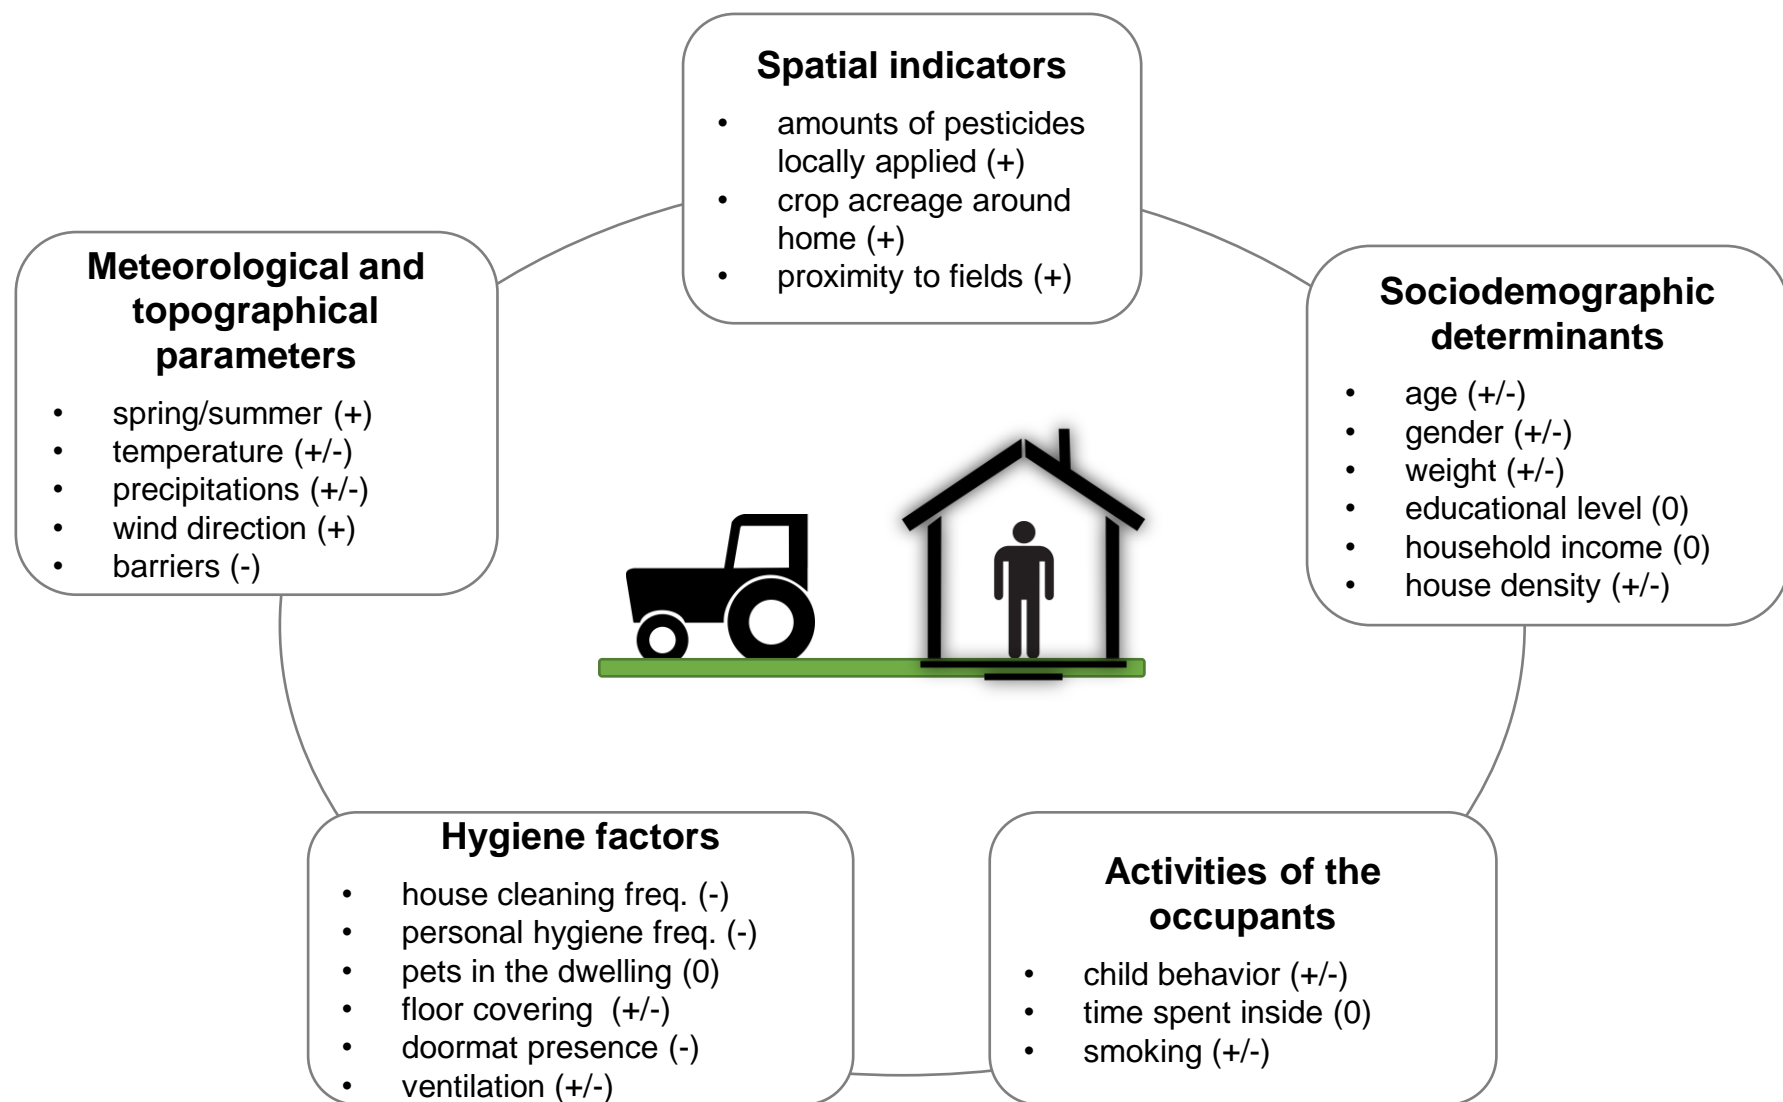 Spatial indicators
• amounts of pesticides
locally applied (+)
• crop acreage around
home (+)
• proximity to fields (+)
Meteorological and
topographical
parameters
• spring/summer (+)
• temperature (+/-)
• precipitations (+/-)
• wind direction (+)
• barriers (-)
Sociodemographic
determinants
• age (+/-)
• gender (+/-)
• weight (+/-)
• educational level (0)
• household income (0)
• house density (+/-)
Hygiene factors
• house cleaning freq. (-)
• personal hygiene freq. (-)
• pets in the dwelling (0)
• floor covering  (+/-)
• doormat presence (-)
• ventilation (+/-)
Activities of the
occupants
• child behavior (+/-)
• time spent inside (0)
• smoking (+/-)